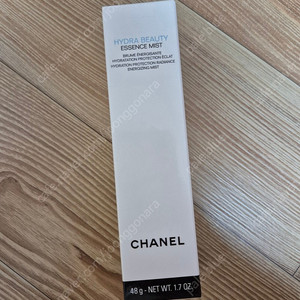 HYDRA BEAUTY
ESSENCE MIST
BRUME ÉNERGISANTE
HYDRATATION PROTECTION ÉCLAT
HYDRATION PROTECTION RADIANCE
ENERGIZING MIST
CHANEL
48 g - NET WT. 1.7 OZ.